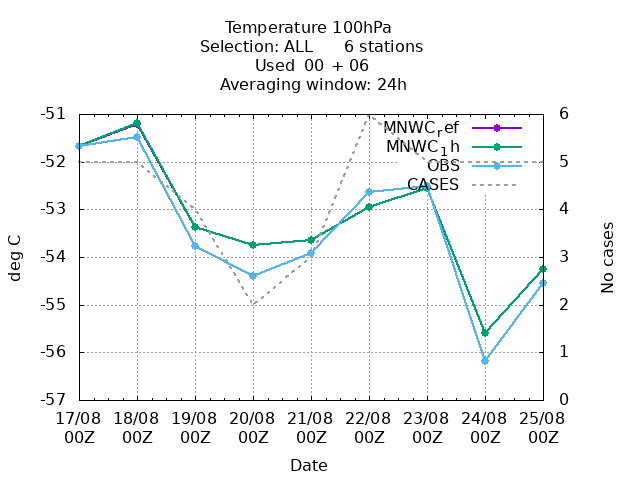 Temperature 100hPa
Selection: ALL 6 stations
Used 00 + 06
Averaging window: 24h
-51
-52
-53
-54
-55
-56
-57
deg C
6
5
4
3
2
1
0
No cases
MNWCref
MNWC1h
OBS
CASES
17/08 18/08 19/08 20/08 21/08 22/08 23/08 24/08 25/08
00Z 00Z 00Z 00Z 00Z 00Z 00Z 00Z 00Z
Date